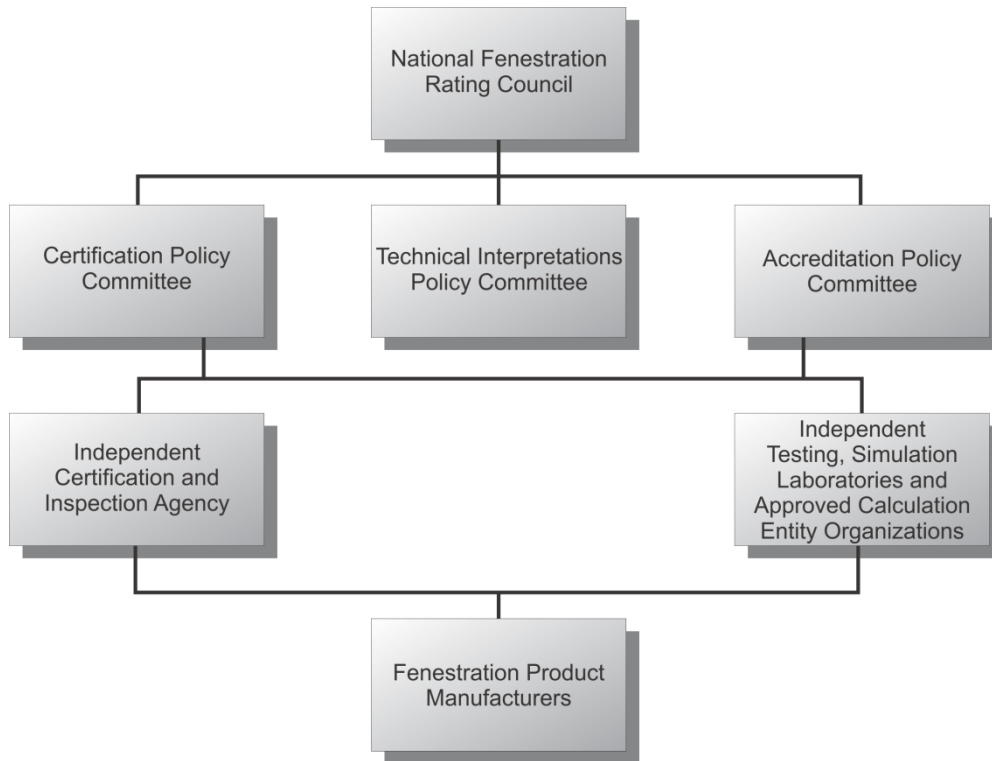 National Fenestration
Rating Council
Certification Policy
Committee
Technical Interpretations
Policy Committee
Accreditation Policy
Committee
Independent
Certification and
Inspection Agency
Independent
Testing, Simulation
Laboratories and
Approved Calculation
Entity Organizations
Fenestration Product
Manufacturers